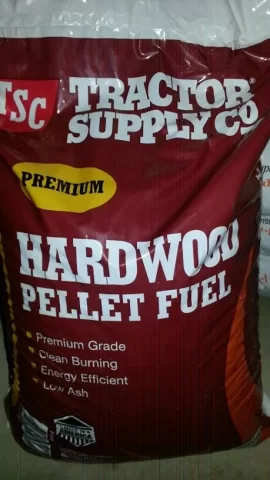 TSC
TRACTOR
SUPPLY CO
PREMIUM
HARDWOOD
PELLET FUEL
Premium Grade
Clean Burning
Energy Efficient
Low Ash